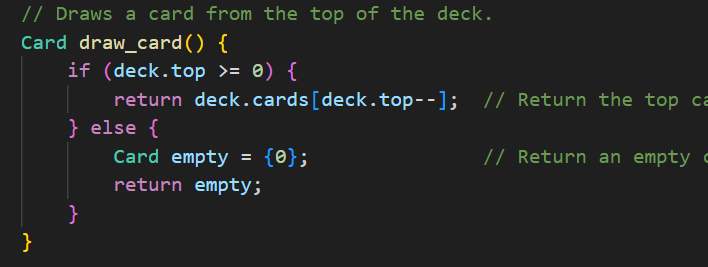 // Draws a card from the top of the deck.
Card draw_card() {
    if (deck.top >= 0) {
        return deck.cards[deck.top--];  // Return the top
    } else {
        Card empty = {0};               // Return an empty
        return empty;
    }
}